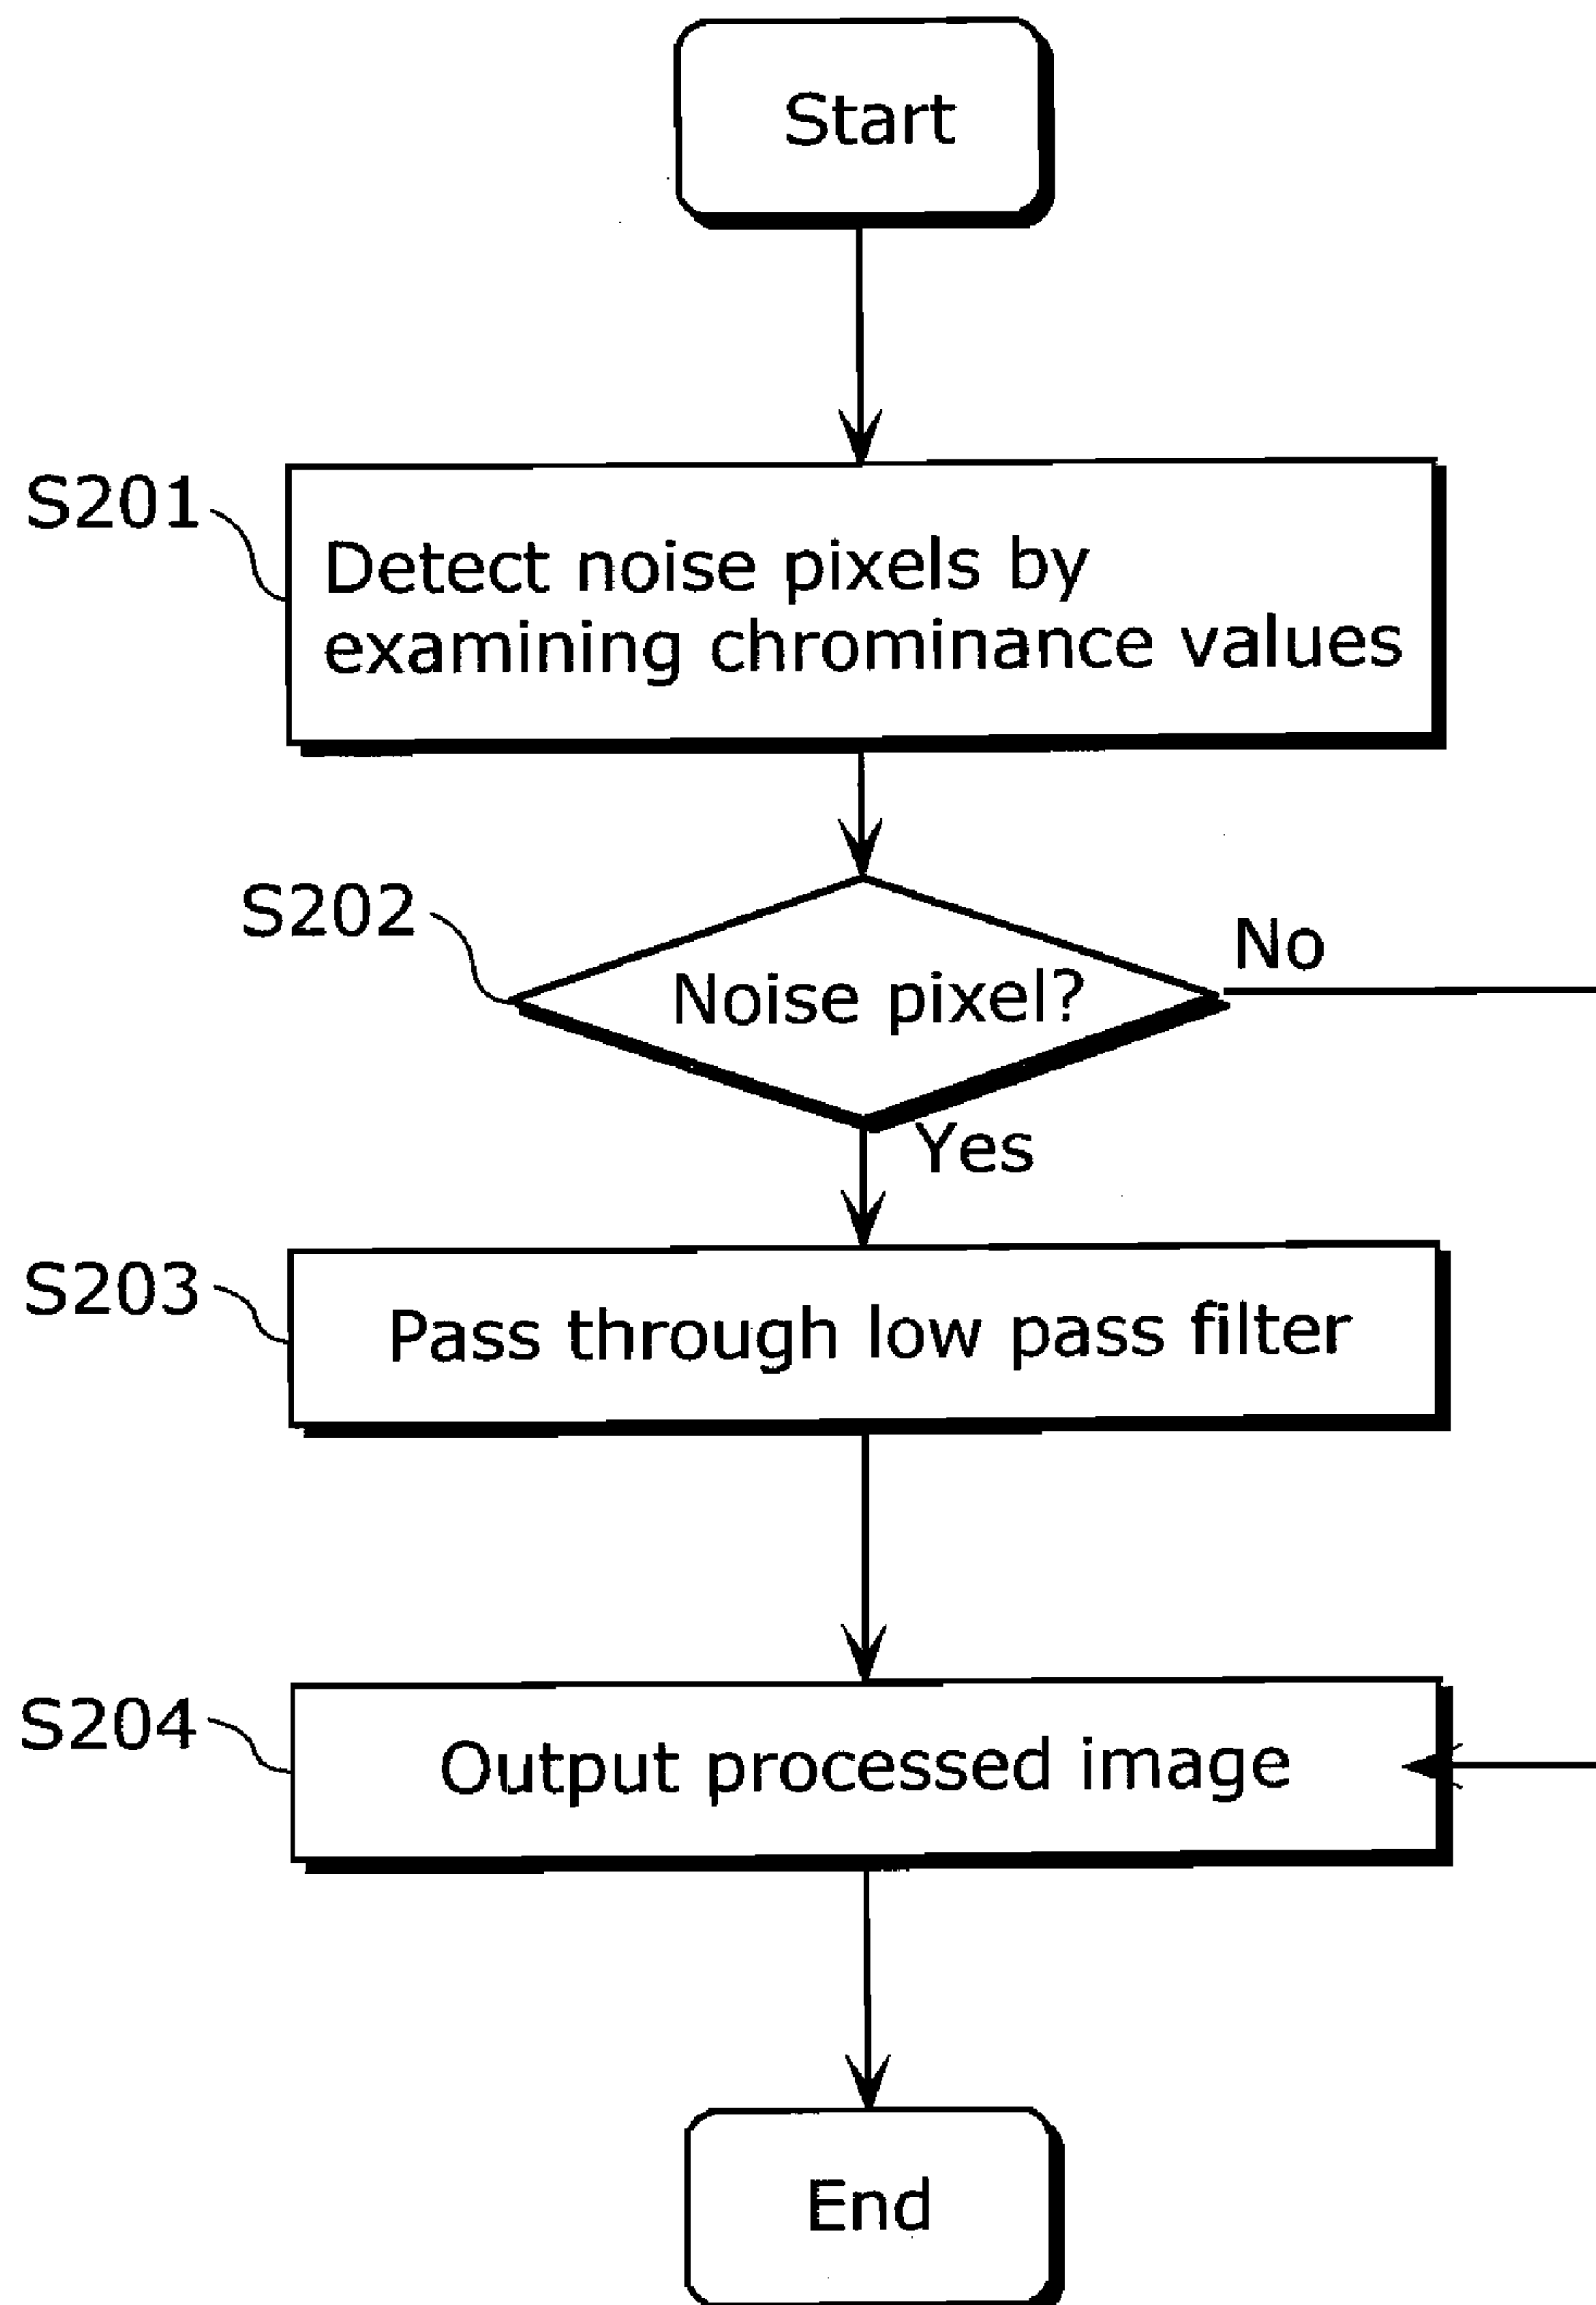 Start
S201
Detect noise pixels by
examining chrominance values
S202
Noise pixel?
No
Yes
S203
Pass through low pass filter
S204
Output processed image
End